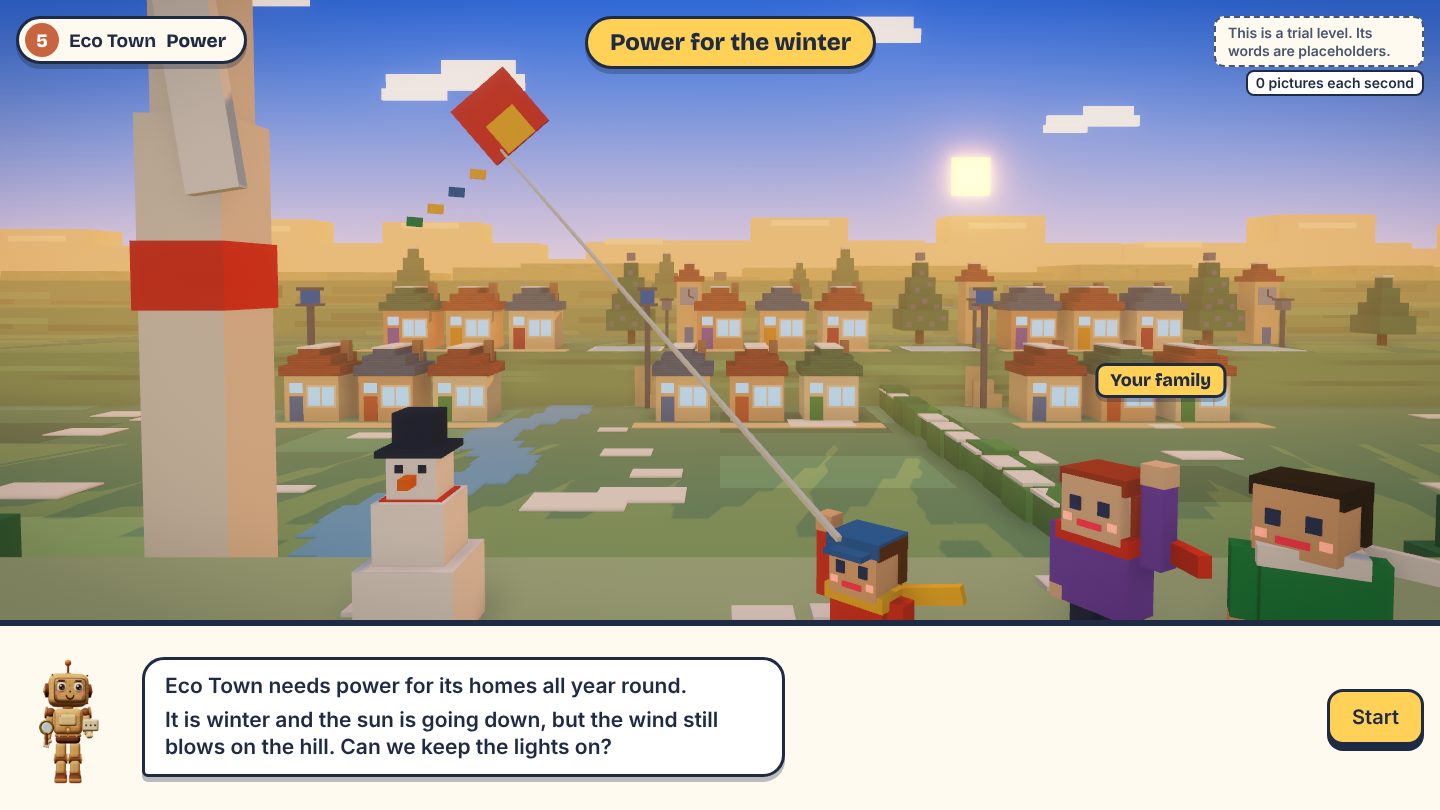 5 Eco Town Power
Power for the winter
This is a trial level. Its
words are placeholders.
0 pictures each second
Your family
Eco Town needs power for its homes all year round.
It is winter and the sun is going down, but the wind still
blows on the hill. Can we keep the lights on?
Start